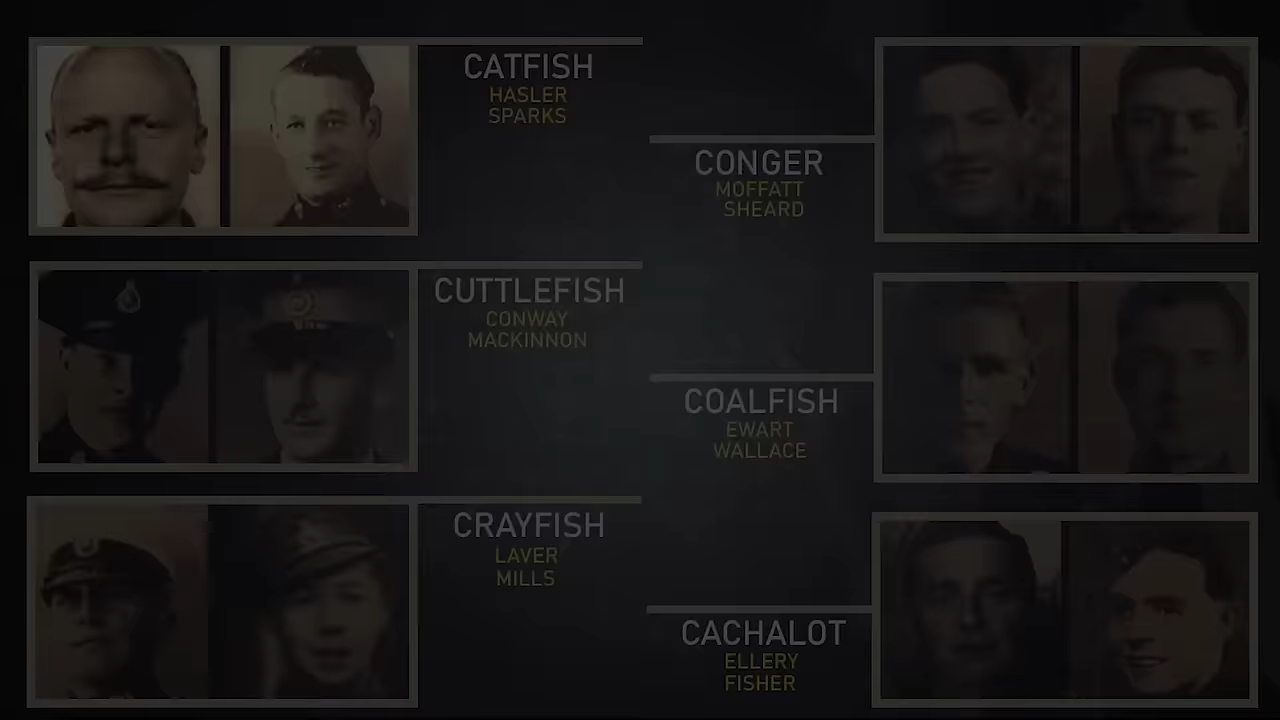 CATFISH
HASLER
SPARKS
CONGER
MOFFATT
SHEARD
CUTTLEFISH
CONWAY
MACKINNON
COALFISH
EWART
WALLACE
CRAYFISH
LAVER
MILLS
CACHALOT
ELLERY
FISHER